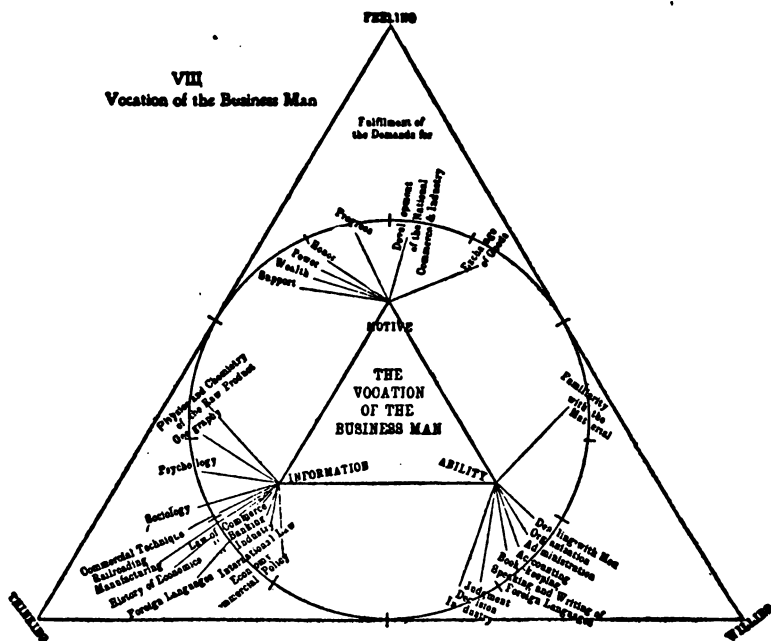 FEELING
VIII
Vocation of the Business Man
Fulfilment of
the Demands for
Progress
Development
of the National
Commerce & Industry
Exchange
of Goods
Honor
Power
Wealth
Support
MOTIVE
THE
VOCATION
OF THE
BUSINESS MAN
Physics and Chemistry
of the Raw Product
Geography
Psychology
Sociology
Commercial Technique
Railroading
Manufacturing
History of Economics
Foreign Languages
Law of Commerce
Banking
Industry
International Law
Policy
INFORMATION
ABILITY
Familiarity
with the
Material
Dealing with Men
Organisation
Administration
Accounting
Bookkeeping
Speaking and Writing of
Foreign Languages
Judgment
Decision
Industry
THINKING
WILLING